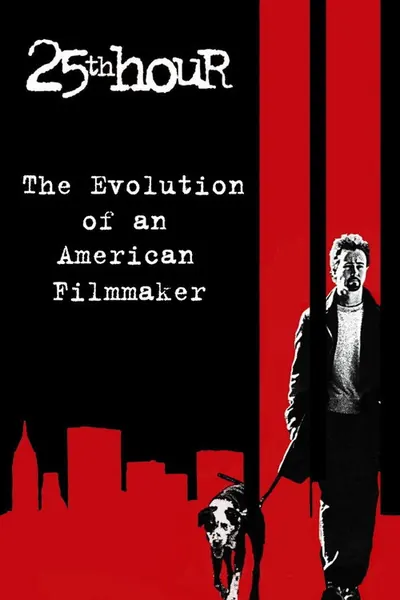 25th hour
The Evolution
of an
American
Filmmaker